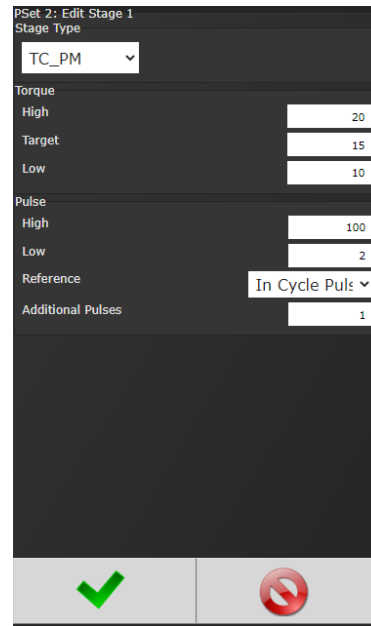 PSet 2: Edit Stage 1
Stage Type
TC_PM
Torque
High 20
Target 15
Low 10
Pulse
High 100
Low 2
Reference In Cycle Puls
Additional Pulses 1